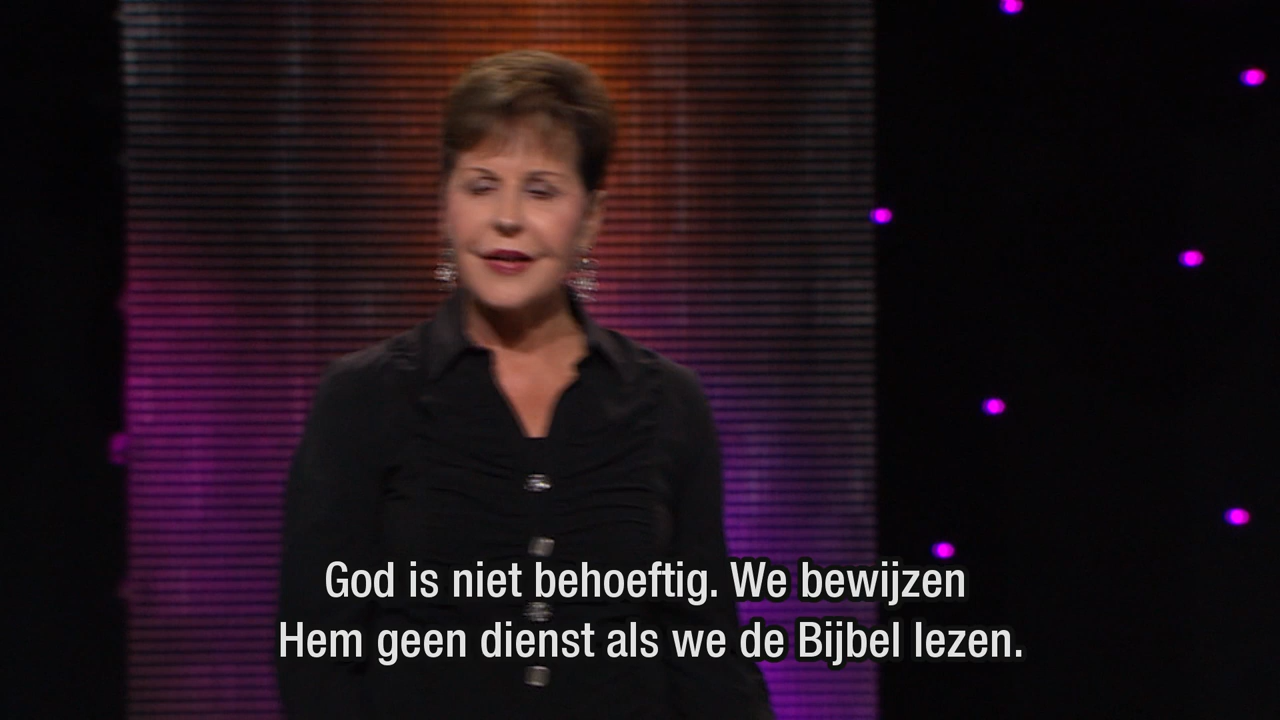 God is niet behoeftig. We bewijzen
Hem geen dienst als we de Bijbel lezen.